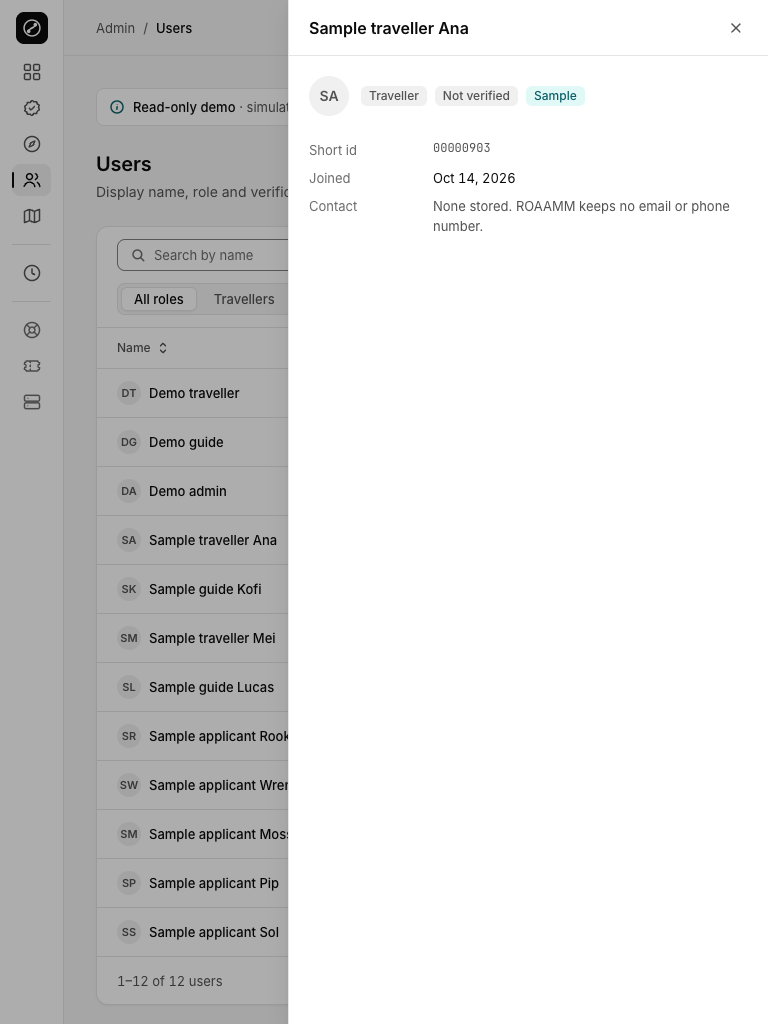 Admin / Users
Read-only demo · simulat
Users
Display name, role and verific
Search by name
All roles Travellers
Name
DT Demo traveller
DG Demo guide
DA Demo admin
SA Sample traveller Ana
SK Sample guide Kofi
SM Sample traveller Mei
SL Sample guide Lucas
SR Sample applicant Rook
SW Sample applicant Wren
SM Sample applicant Moss
SP Sample applicant Pip
SS Sample applicant Sol
1–12 of 12 users
Sample traveller Ana
SA Traveller Not verified Sample
Short id 00000903
Joined Oct 14, 2026
Contact None stored. ROAAMM keeps no email or phone
number.